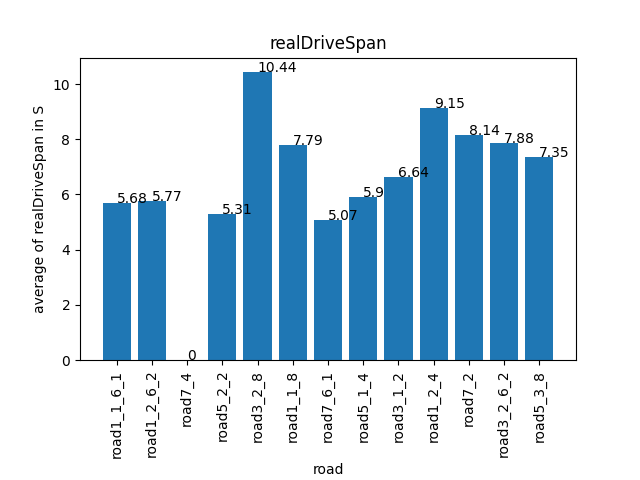 realDriveSpan
average of realDriveSpan in S
10
8
6
4
2
0
5.68
5.77
0
5.31
10.44
7.79
5.07
5.9
6.64
9.15
8.14
7.88
7.35
road1_1_6_1
road1_2_6_2
road7_4
road5_2_2
road3_2_8
road1_1_8
road7_6_1
road5_1_4
road3_1_2
road1_2_4
road7_2
road3_2_6_2
road5_3_8
road